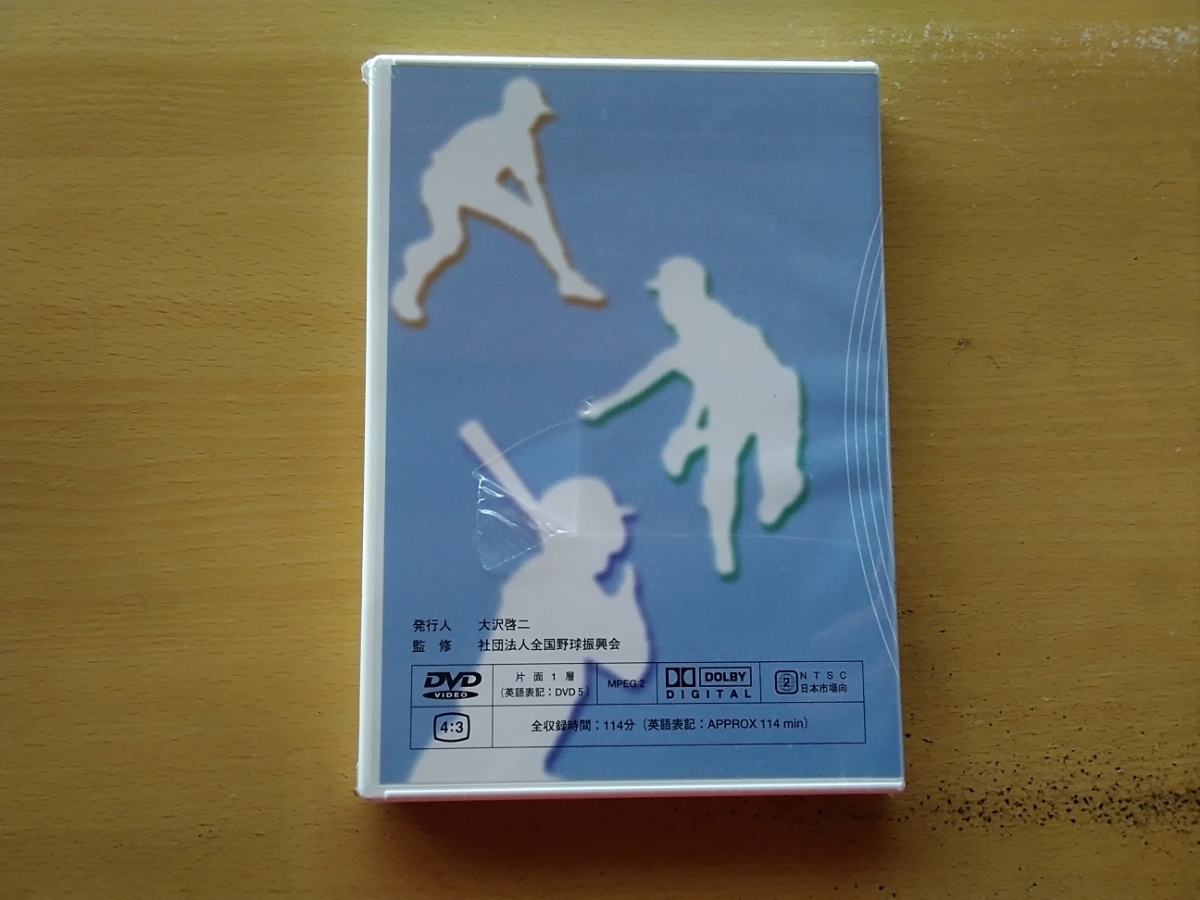 発行人 大沢啓二
監 修 社団法人全国野球振興会
DVD VIDEO
片 面 1 層
(英語表記:DVD 5)
MPEG 2
DOLBY DIGITAL
2 NTSC 日本市場向
4:3
全収録時間:114分(英語表記:APPROX 114 min)